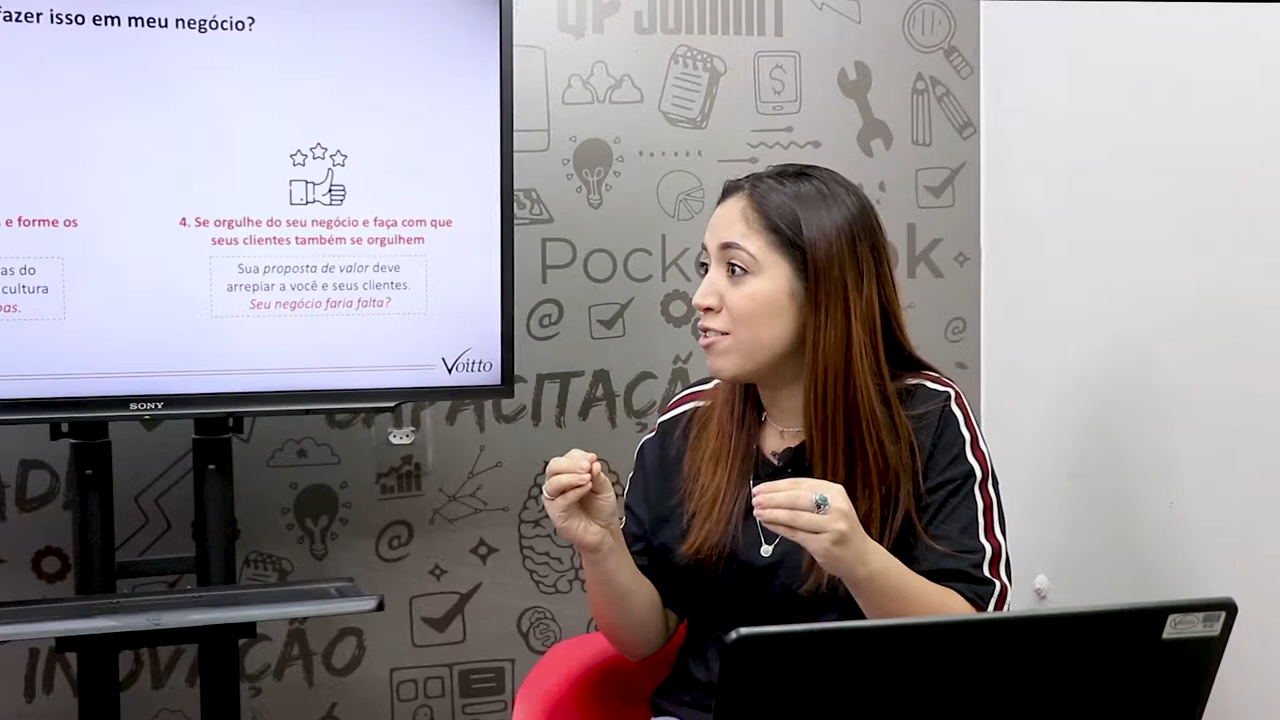 fazer isso em meu negócio?
e forme os
as do
cultura
4. Se orgulhe do seu negócio e faça com que
seus clientes também se orgulhem
Sua proposta de valor deve
arrepiar a você e seus clientes.
Seu negócio faria falta?
Voitto
SONY
CAPACITAÇÃ
INOVAÇÃO
Voitto